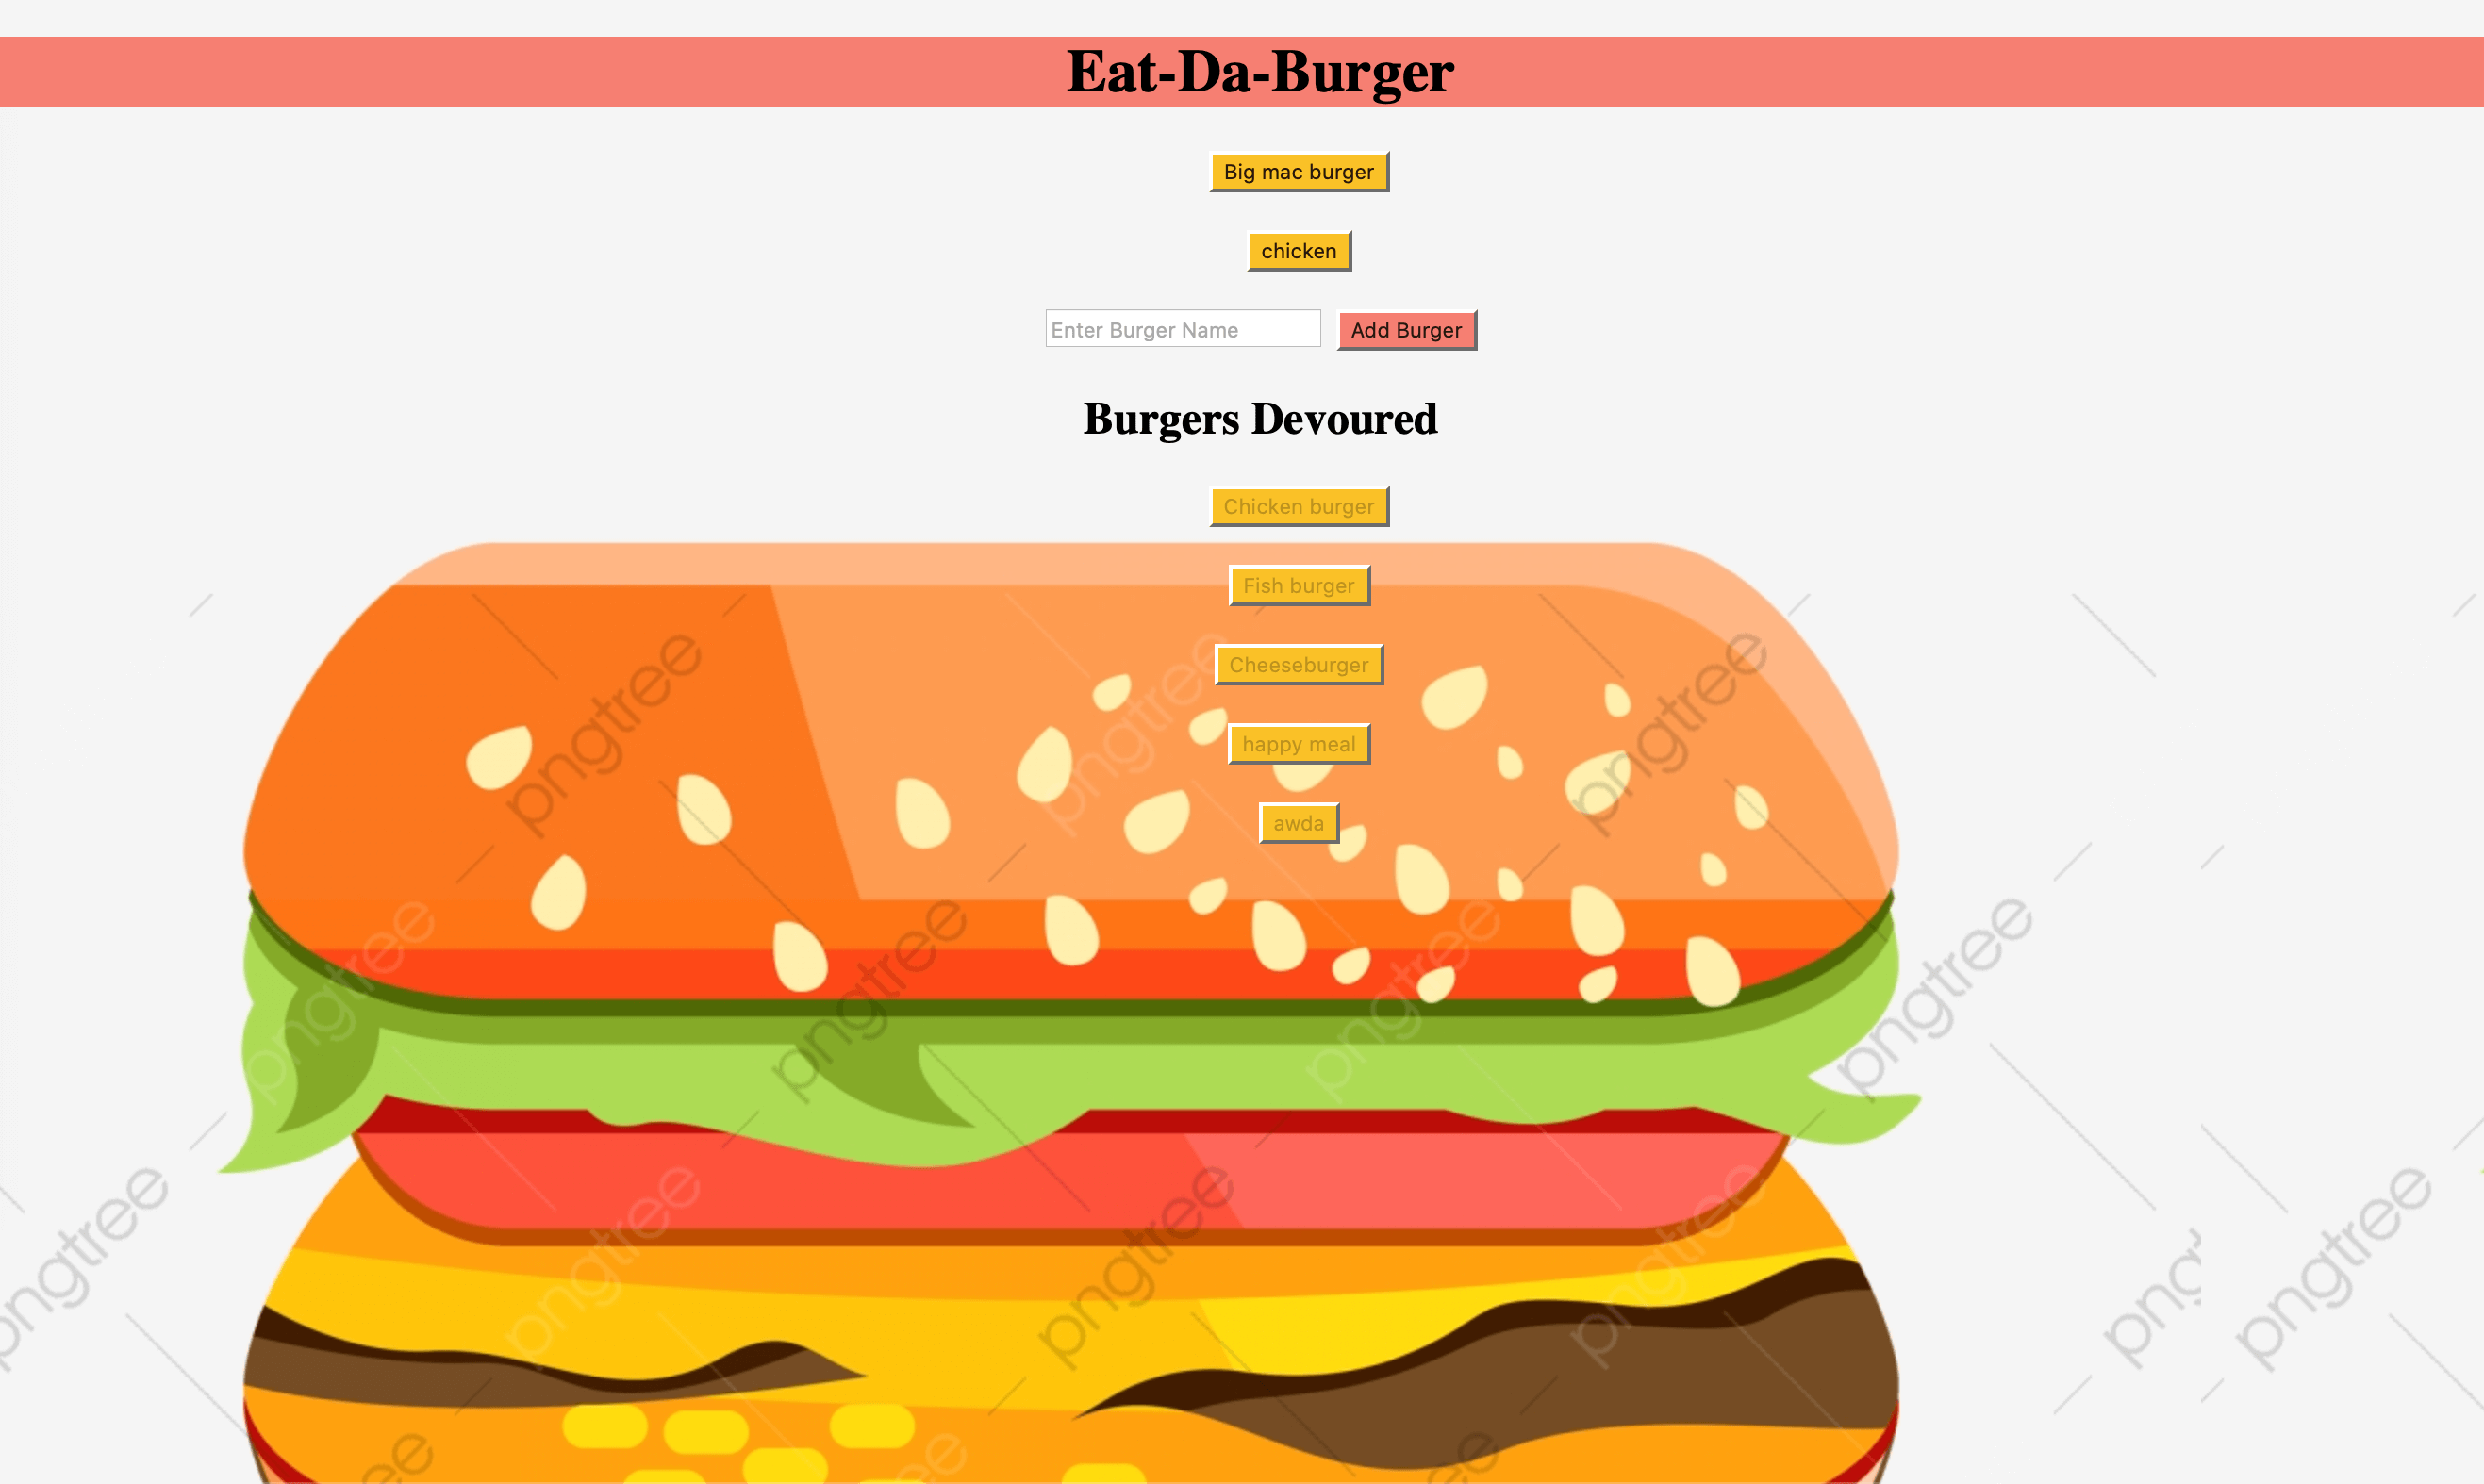 Eat-Da-Burger
Big mac burger
chicken
Enter Burger Name Add Burger
Burgers Devoured
Chicken burger
Fish burger
Cheeseburger
happy meal
awda
pngtree pngtree pngtree
pngtree pngtree pngtree pngtree
pngtree pngtree pngtree pngtree pngtree